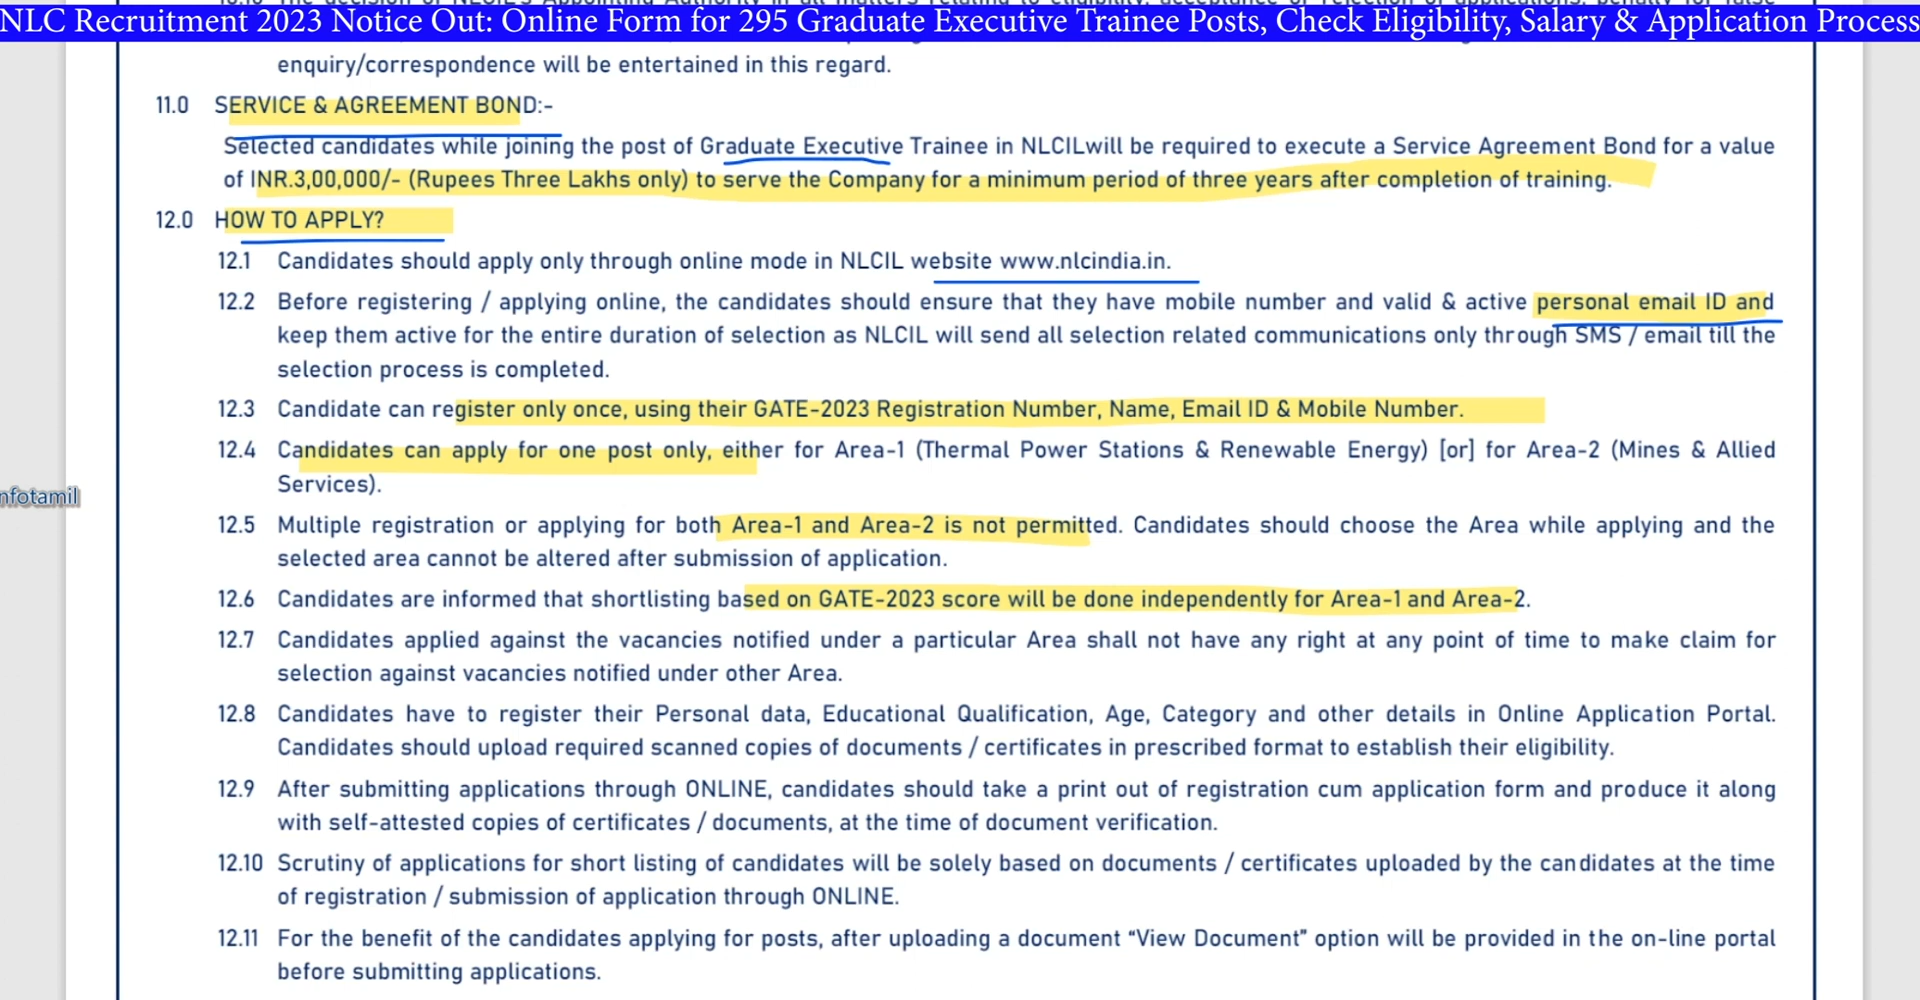 NLC Recruitment 2023 Notice Out: Online Form for 295 Graduate Executive Trainee Posts, Check Eligibility, Salary & Application Process
enquiry/correspondence will be entertained in this regard.
11.0 SERVICE & AGREEMENT BOND:-
Selected candidates while joining the post of Graduate Executive Trainee in NLCILwill be required to execute a Service Agreement Bond for a value
of INR.3,00,000/- (Rupees Three Lakhs only) to serve the Company for a minimum period of three years after completion of training.
12.0 HOW TO APPLY?
12.1 Candidates should apply only through online mode in NLCIL website www.nlcindia.in.
12.2 Before registering / applying online, the candidates should ensure that they have mobile number and valid & active personal email ID and
keep them active for the entire duration of selection as NLCIL will send all selection related communications only through SMS / email till the
selection process is completed.
12.3 Candidate can register only once, using their GATE-2023 Registration Number, Name, Email ID & Mobile Number.
12.4 Candidates can apply for one post only, either for Area-1 (Thermal Power Stations & Renewable Energy) [or] for Area-2 (Mines & Allied
Services).
nfotamil
12.5 Multiple registration or applying for both Area-1 and Area-2 is not permitted. Candidates should choose the Area while applying and the
selected area cannot be altered after submission of application.
12.6 Candidates are informed that shortlisting based on GATE-2023 score will be done independently for Area-1 and Area-2.
12.7 Candidates applied against the vacancies notified under a particular Area shall not have any right at any point of time to make claim for
selection against vacancies notified under other Area.
12.8 Candidates have to register their Personal data, Educational Qualification, Age, Category and other details in Online Application Portal.
Candidates should upload required scanned copies of documents / certificates in prescribed format to establish their eligibility.
12.9 After submitting applications through ONLINE, candidates should take a print out of registration cum application form and produce it along
with self-attested copies of certificates / documents, at the time of document verification.
12.10 Scrutiny of applications for short listing of candidates will be solely based on documents / certificates uploaded by the candidates at the time
of registration / submission of application through ONLINE.
12.11 For the benefit of the candidates applying for posts, after uploading a document “View Document” option will be provided in the on-line portal
before submitting applications.